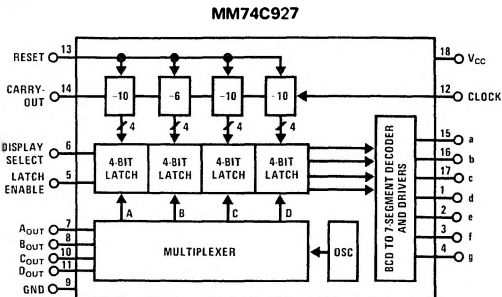 MM74C927
RESET 13
18 VCC
CARRY-OUT 14
-10 -6 -10 -10
12 CLOCK
4 4 4 4
DISPLAY SELECT 6
LATCH ENABLE 5
4-BIT LATCH 4-BIT LATCH 4-BIT LATCH 4-BIT LATCH
BCD TO 7-SEGMENT DECODER AND DRIVERS
15 a
16 b
17 c
1 d
2 e
3 f
4 g
A B C D
AOUT 7
BOUT 8
COUT 10
DOUT 11
GND 9
MULTIPLEXER
OSC